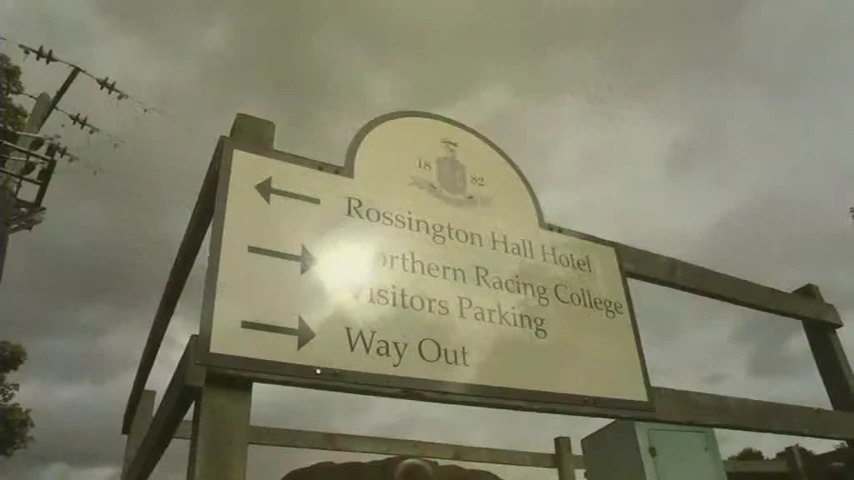 18 82
Rossington Hall Hotel
Northern Racing College
Visitors Parking
Way Out